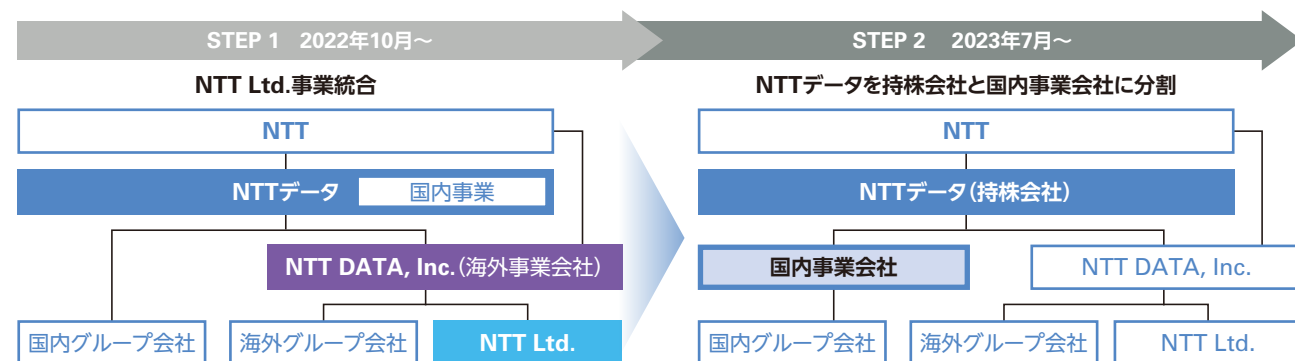 STEP 1 2022年10月～
NTT Ltd.事業統合
NTT
NTTデータ 国内事業
NTT DATA, Inc.（海外事業会社）
国内グループ会社 海外グループ会社 NTT Ltd.
STEP 2 2023年7月～
NTTデータを持株会社と国内事業会社に分割
NTT
NTTデータ（持株会社）
国内事業会社 NTT DATA, Inc.
国内グループ会社 海外グループ会社 NTT Ltd.